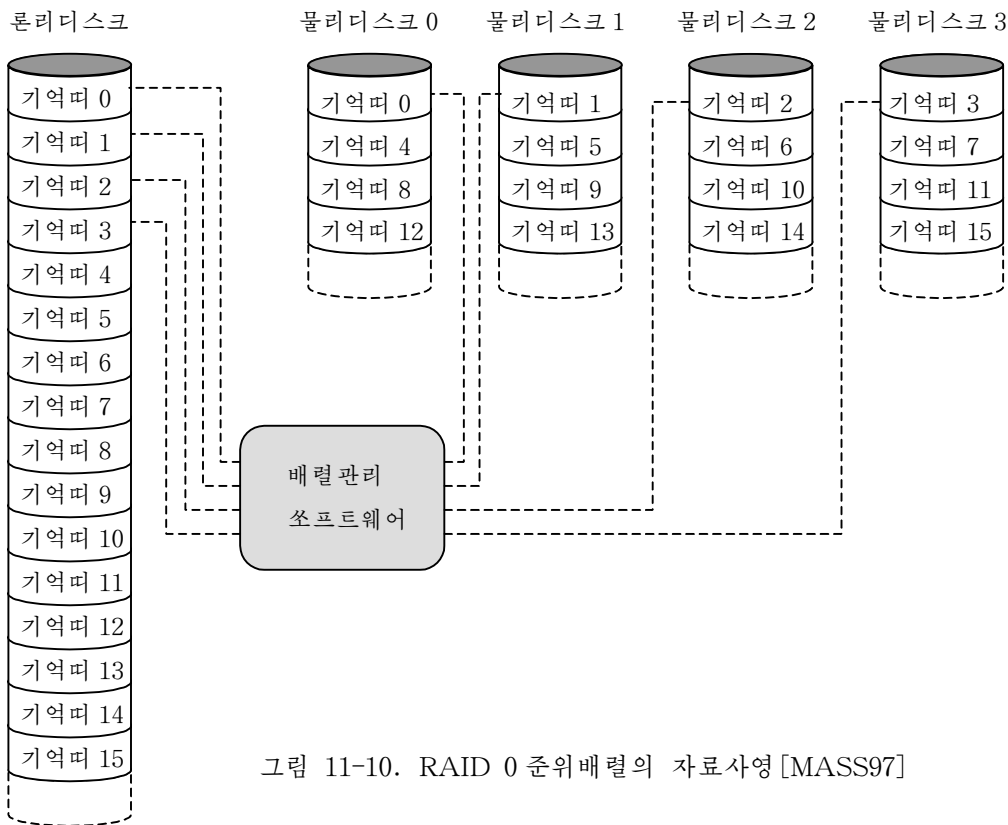 론리디스크
물리디스크 0
물리디스크 1
물리디스크 2
물리디스크 3
기억띠 0
기억띠 1
기억띠 2
기억띠 3
기억띠 4
기억띠 5
기억띠 6
기억띠 7
기억띠 8
기억띠 9
기억띠 10
기억띠 11
기억띠 12
기억띠 13
기억띠 14
기억띠 15
기억띠 0
기억띠 4
기억띠 8
기억띠 12
기억띠 1
기억띠 5
기억띠 9
기억띠 13
기억띠 2
기억띠 6
기억띠 10
기억띠 14
기억띠 3
기억띠 7
기억띠 11
기억띠 15
배렬관리
쏘프트웨어
그림 11-10. RAID 0 준위배렬의 자료사영[MASS97]